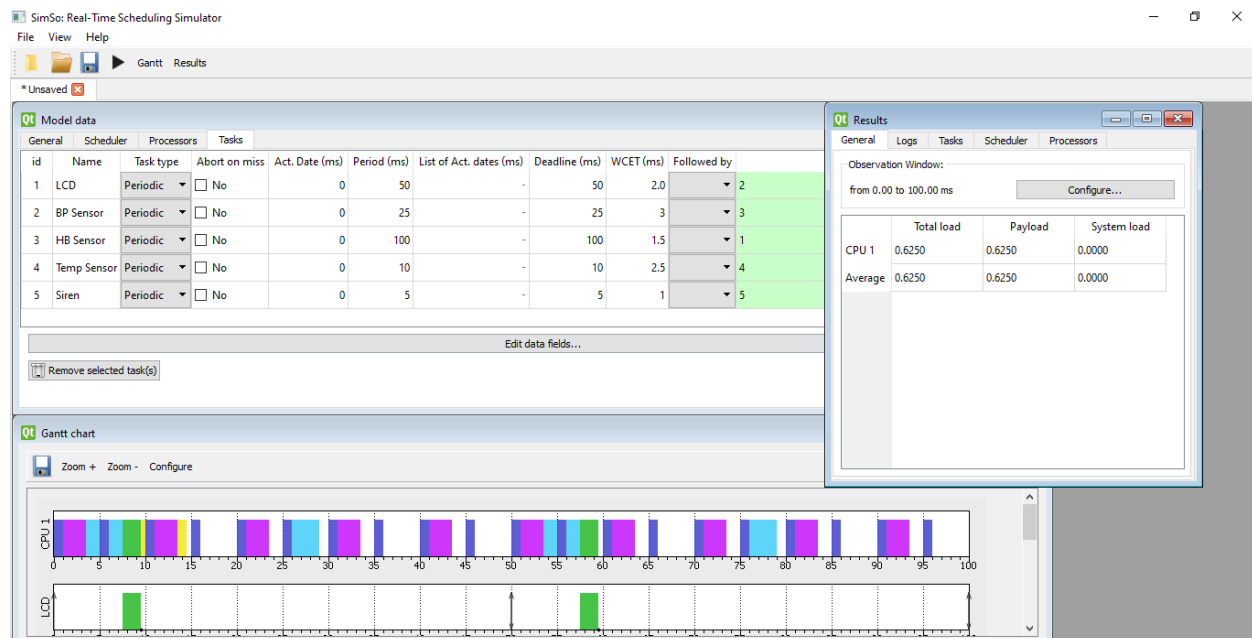 SimSo: Real-Time Scheduling Simulator
File View Help
Gantt Results
* Unsaved
Qt Model data
General Scheduler Processors Tasks
id Name Task type Abort on miss Act. Date (ms) Period (ms) List of Act. dates (ms) Deadline (ms) WCET (ms) Followed by
1 LCD Periodic No 0 50 - 50 2.0 2
2 BP Sensor Periodic No 0 25 - 25 3 3
3 HB Sensor Periodic No 0 100 - 100 1.5 1
4 Temp Sensor Periodic No 0 10 - 10 2.5 4
5 Siren Periodic No 0 5 - 5 1 5
Edit data fields...
Remove selected task(s)
Qt Results
General Logs Tasks Scheduler Processors
Observation Window:
from 0.00 to 100.00 ms Configure...
Total load Payload System load
CPU 1 0.6250 0.6250 0.0000
Average 0.6250 0.6250 0.0000
Qt Gantt chart
Zoom + Zoom - Configure
CPU 1
0 5 10 15 20 25 30 35 40 45 50 55 60 65 70 75 80 85 90 95 100
LCD